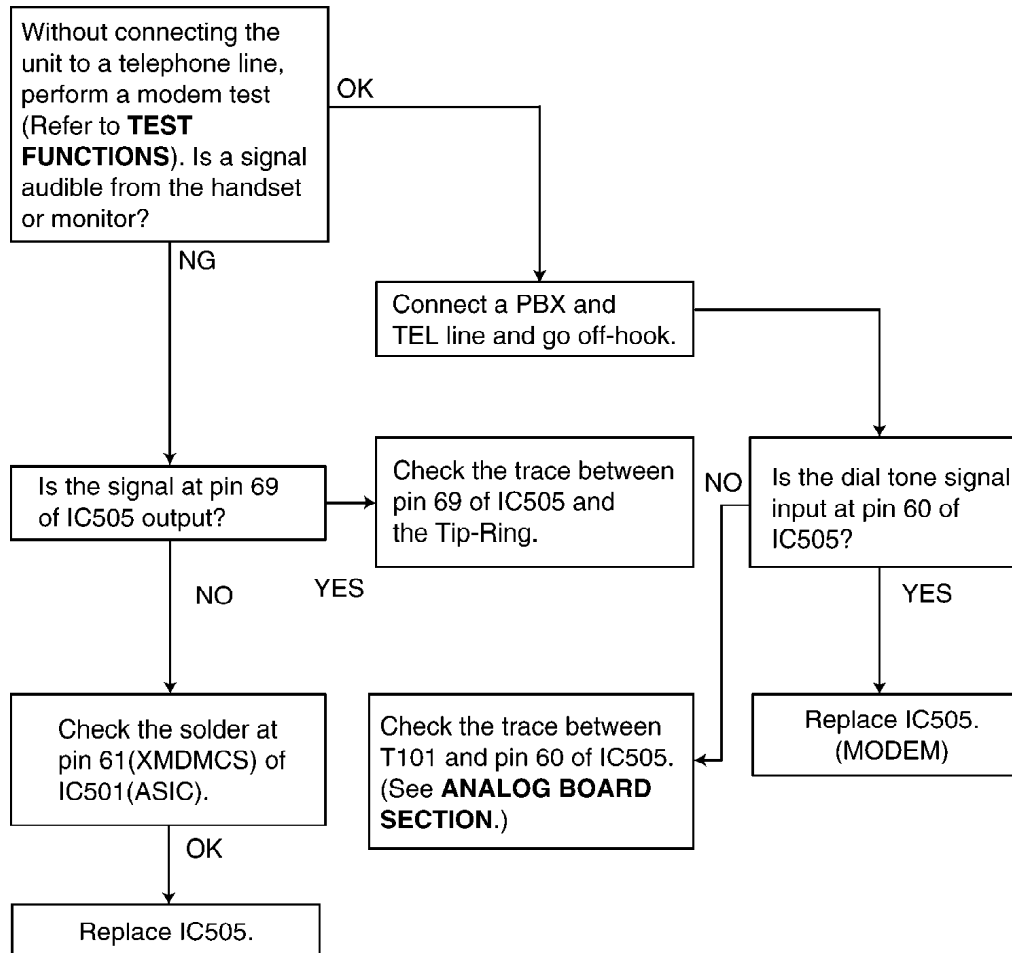 Without connecting the
unit to a telephone line,
perform a modem test
(Refer to TEST
FUNCTIONS). Is a signal
audible from the handset
or monitor?
OK
NG
Connect a PBX and
TEL line and go off-hook.
Is the signal at pin 69
of IC505 output?
Check the trace between
pin 69 of IC505 and
the Tip-Ring.
NO
Is the dial tone signal
input at pin 60 of
IC505?
NO
YES
YES
Check the solder at
pin 61(XMDMCS) of
IC501(ASIC).
Check the trace between
T101 and pin 60 of IC505.
(See ANALOG BOARD
SECTION.)
Replace IC505.
(MODEM)
OK
Replace IC505.